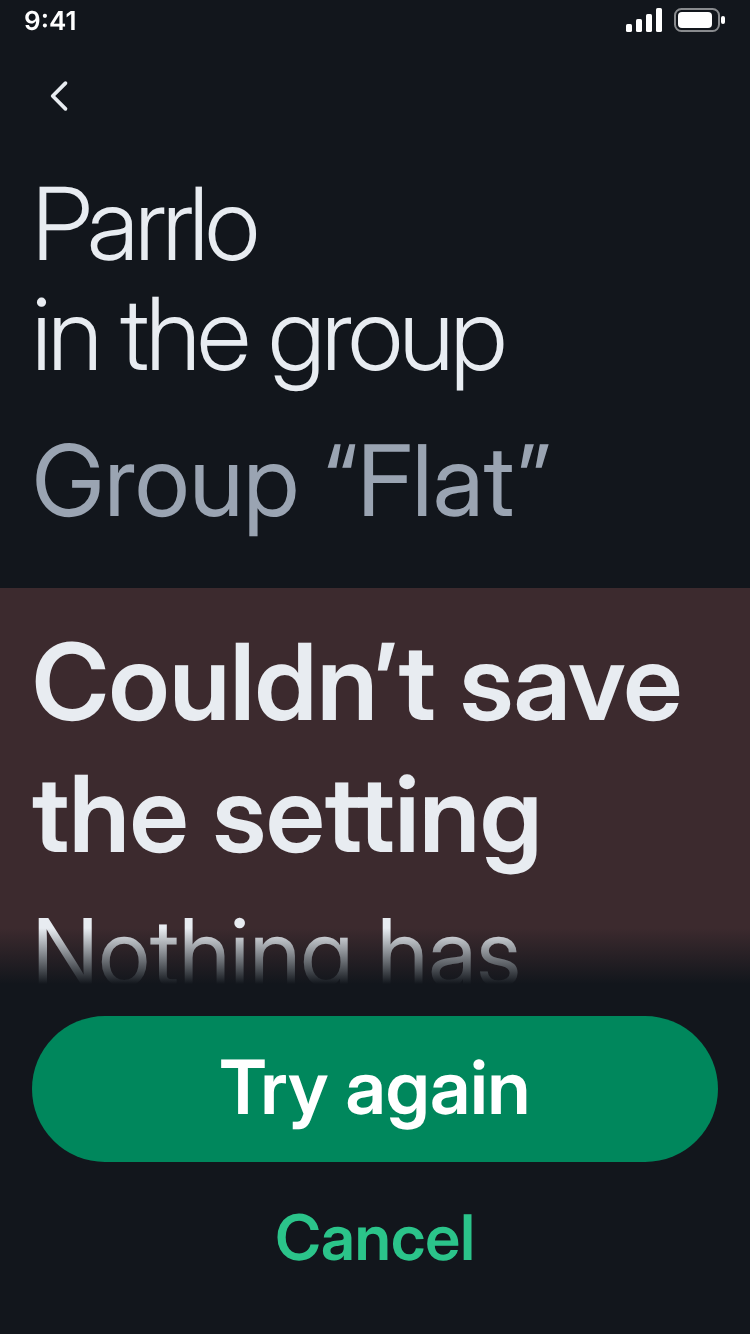 9:41
Parrlo
in the group
Group “Flat”
Couldn’t save
the setting
Nothing has
Try again
Cancel